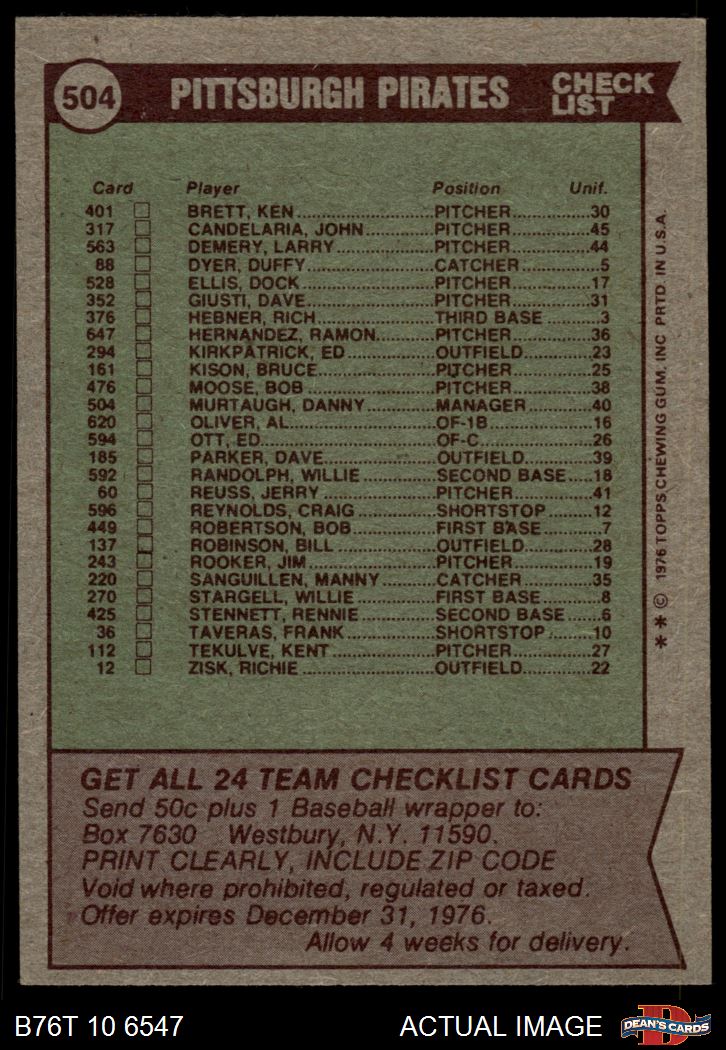 504 PITTSBURGH PIRATES CHECK LIST
Card Player Position Unif.
401 BRETT, KEN PITCHER 30
317 CANDELARIA, JOHN PITCHER 45
563 DEMERY, LARRY PITCHER 44
88 DYER, DUFFY CATCHER 5
528 ELLIS, DOCK PITCHER 17
352 GIUSTI, DAVE PITCHER 31
376 HEBNER, RICH THIRD BASE 3
647 HERNANDEZ, RAMON PITCHER 36
294 KIRKPATRICK, ED OUTFIELD 23
161 KISON, BRUCE PITCHER 25
476 MOOSE, BOB PITCHER 38
504 MURTAUGH, DANNY MANAGER 40
620 OLIVER, AL OF-1B 16
594 OTT, ED OF-C 26
185 PARKER, DAVE OUTFIELD 39
592 RANDOLPH, WILLIE SECOND BASE 18
60 REUSS, JERRY PITCHER 41
596 REYNOLDS, CRAIG SHORTSTOP 12
449 ROBERTSON, BOB FIRST BASE 7
137 ROBINSON, BILL OUTFIELD 28
243 ROOKER, JIM PITCHER 19
220 SANGUILLEN, MANNY CATCHER 35
270 STARGELL, WILLIE FIRST BASE 8
425 STENNETT, RENNIE SECOND BASE 6
36 TAVERAS, FRANK SHORTSTOP 10
112 TEKULVE, KENT PITCHER 27
12 ZISK, RICHIE OUTFIELD 22
** © 1976 TOPPS CHEWING GUM, INC PRTD IN U.S.A.
GET ALL 24 TEAM CHECKLIST CARDS
Send 50c plus 1 Baseball wrapper to:
Box 7630 Westbury, N.Y. 11590.
PRINT CLEARLY, INCLUDE ZIP CODE
Void where prohibited, regulated or taxed.
Offer expires December 31, 1976.
Allow 4 weeks for delivery.
B76T 10 6547 ACTUAL IMAGE D DEAN'S CARDS